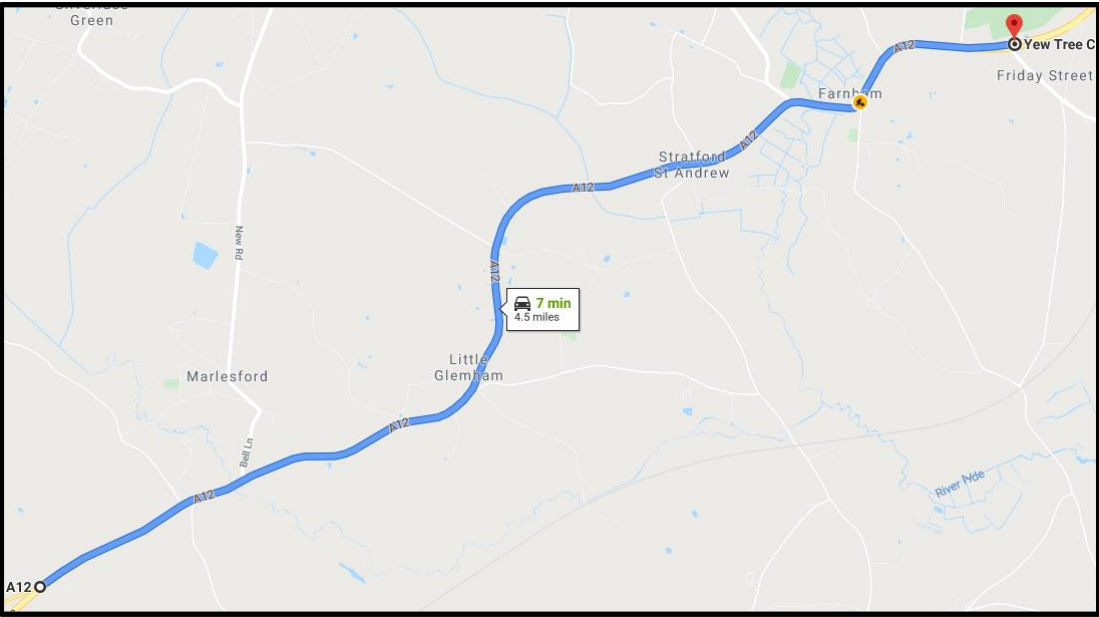 Green
A12
Yew Tree C
Friday Street
Farnham
A12
Stratford
St Andrew
A12
New Rd
A12
7 min
4.5 miles
Little
Glemham
Marlesford
A12
Bell Ln
A12
River Alde
A12